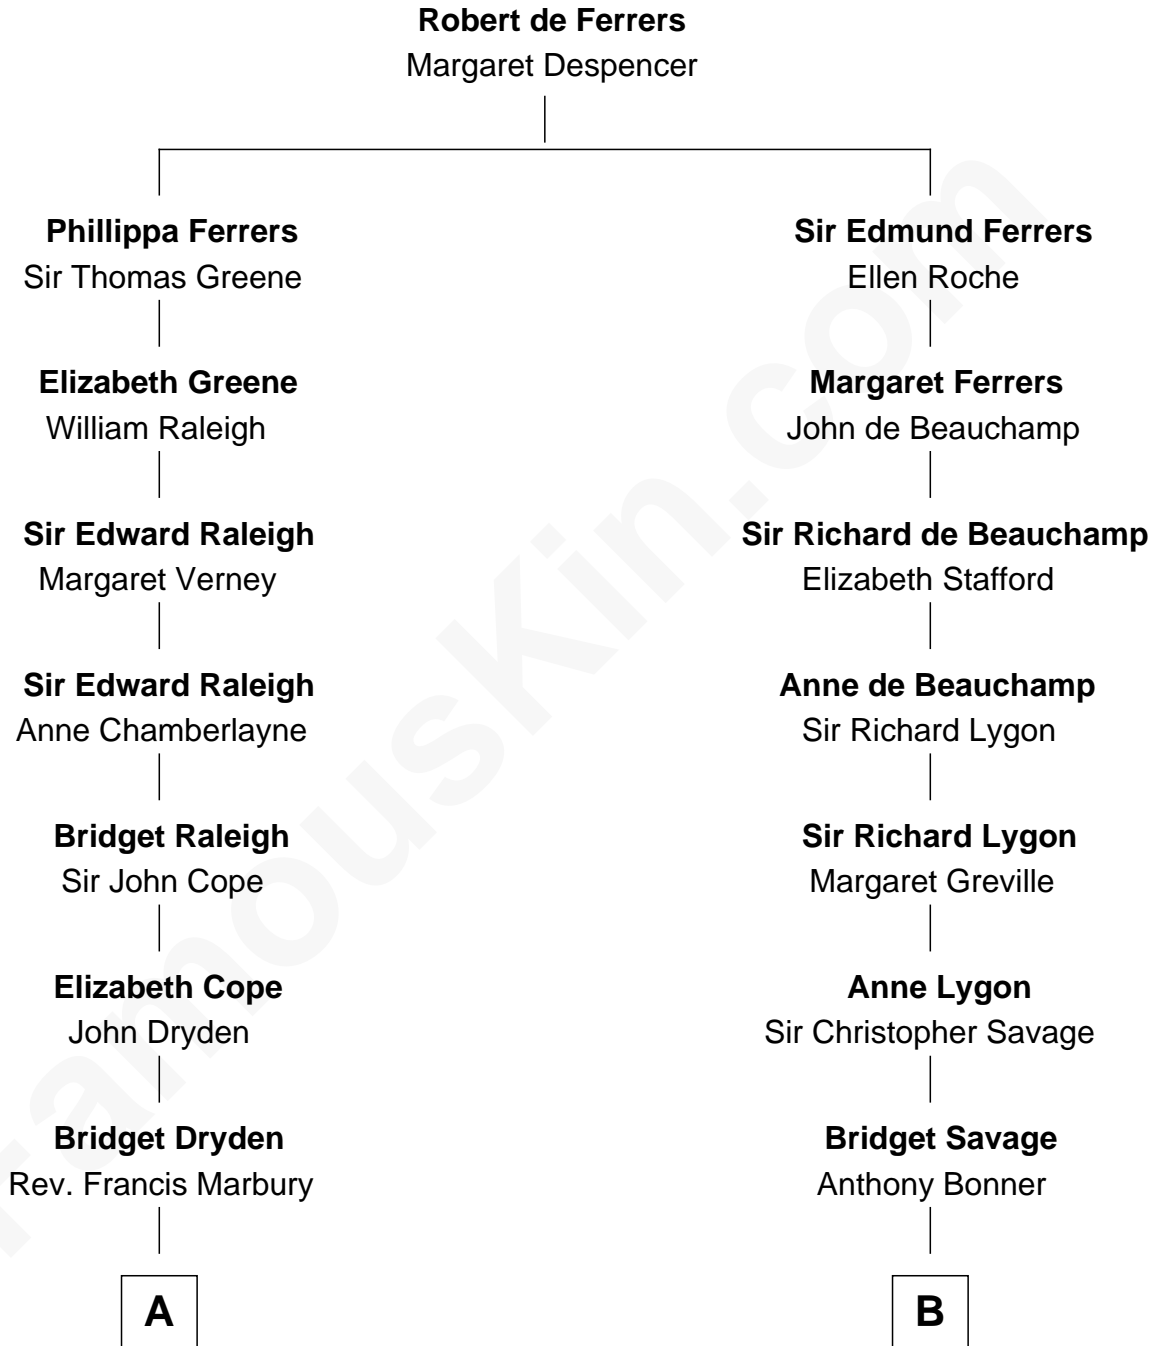 Robert de Ferrers
Margaret Despencer
Phillippa Ferrers
Sir Thomas Greene
Elizabeth Greene
William Raleigh
Sir Edward Raleigh
Margaret Verney
Sir Edward Raleigh
Anne Chamberlayne
Bridget Raleigh
Sir John Cope
Elizabeth Cope
John Dryden
Bridget Dryden
Rev. Francis Marbury
A
Sir Edmund Ferrers
Ellen Roche
Margaret Ferrers
John de Beauchamp
Sir Richard de Beauchamp
Elizabeth Stafford
Anne de Beauchamp
Sir Richard Lygon
Sir Richard Lygon
Margaret Greville
Anne Lygon
Sir Christopher Savage
Bridget Savage
Anthony Bonner
B
FamousKin.com